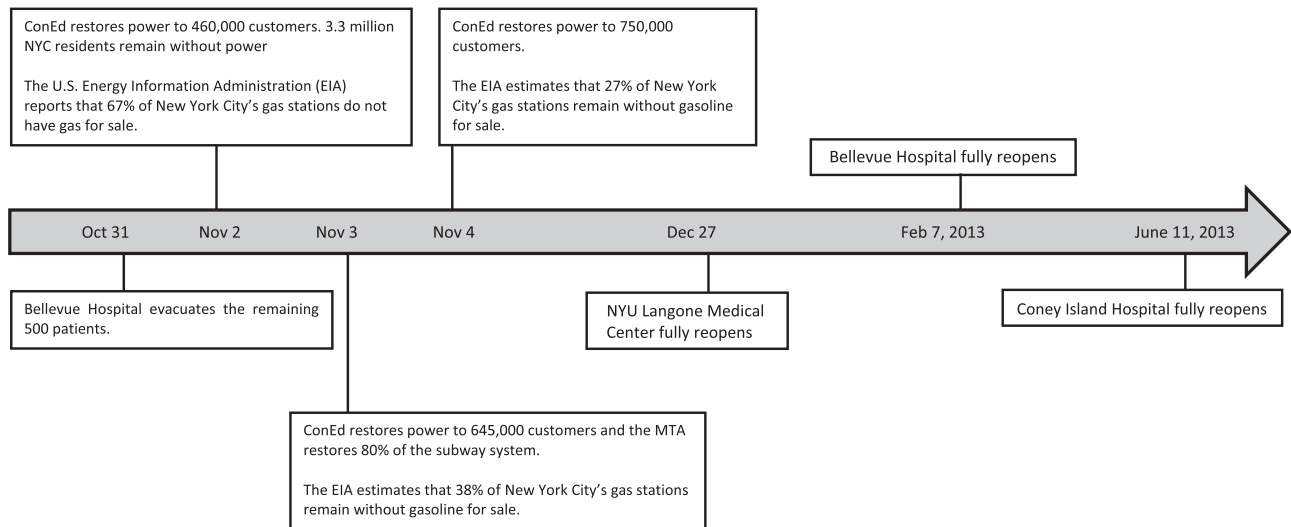 ConEd restores power to 460,000 customers. 3.3 million
NYC residents remain without power
The U.S. Energy Information Administration (EIA)
reports that 67% of New York City's gas stations do not
have gas for sale.
ConEd restores power to 750,000
customers.
The EIA estimates that 27% of New York
City's gas stations remain without gasoline
for sale.
Bellevue Hospital fully reopens
Oct 31
Nov 2
Nov 3
Nov 4
Dec 27
Feb 7, 2013
June 11, 2013
Bellevue Hospital evacuates the remaining
500 patients.
NYU Langone Medical
Center fully reopens
Coney Island Hospital fully reopens
ConEd restores power to 645,000 customers and the MTA
restores 80% of the subway system.
The EIA estimates that 38% of New York City's gas stations
remain without gasoline for sale.